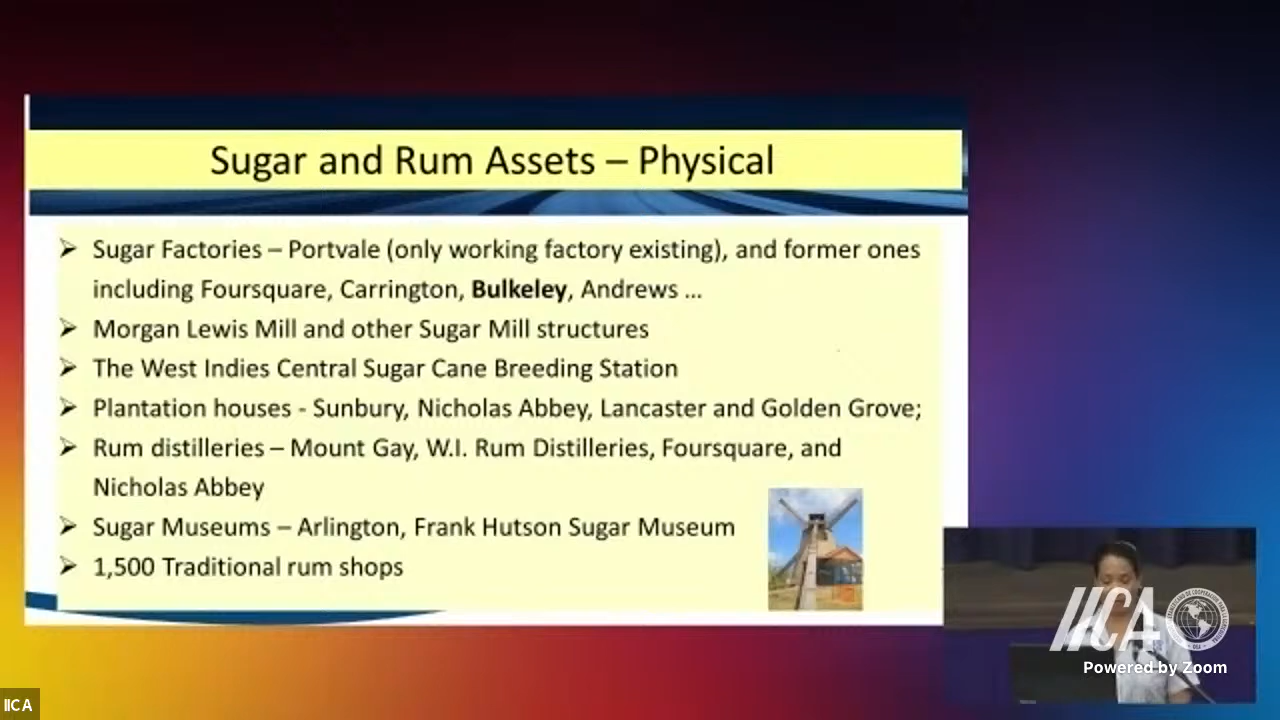 Sugar and Rum Assets – Physical
➢ Sugar Factories – Portvale (only working factory existing), and former ones
including Foursquare, Carrington, Bulkeley, Andrews ...
➢ Morgan Lewis Mill and other Sugar Mill structures
➢ The West Indies Central Sugar Cane Breeding Station
➢ Plantation houses - Sunbury, Nicholas Abbey, Lancaster and Golden Grove;
➢ Rum distilleries – Mount Gay, W.I. Rum Distilleries, Foursquare, and
Nicholas Abbey
➢ Sugar Museums – Arlington, Frank Hutson Sugar Museum
➢ 1,500 Traditional rum shops
IICA
Powered by Zoom
IICA